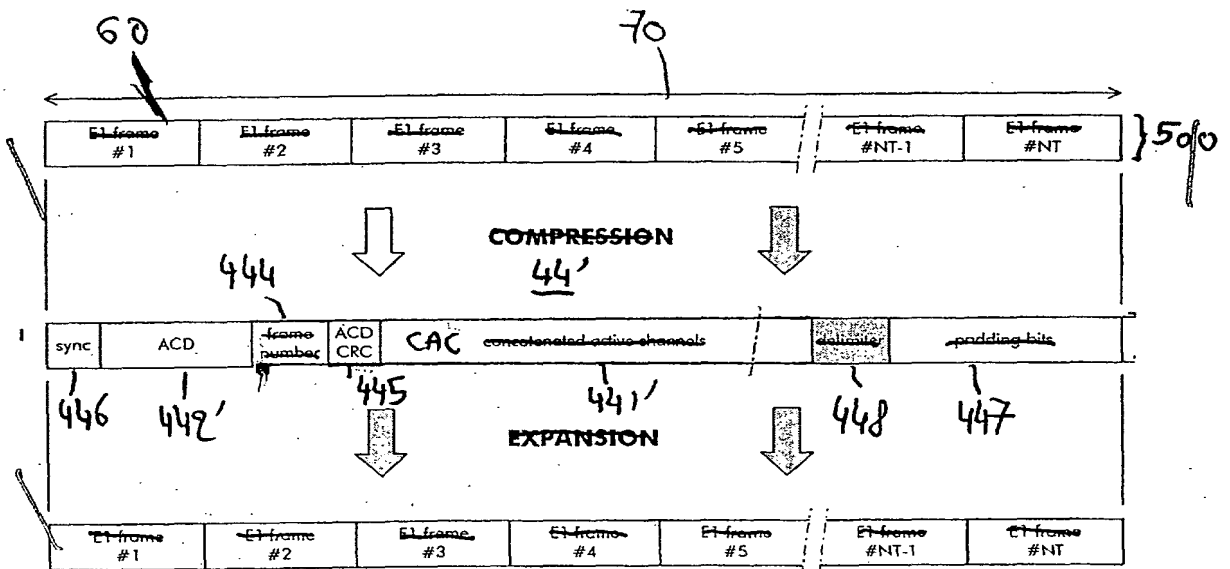 60 70
E1 frame E1 frame E1 frame E1 frame E1 frame E1 frame E1 frame
#1 #2 #3 #4 #5 #NT-1 #NT
} 500
COMPRESSION
44'
444
sync ACD frame number ACD CRC CAC concatenated active channels delimiter padding bits
446 442' 445 441' 448 447
EXPANSION
E1 frame E1 frame E1 frame E1 frame E1 frame E1 frame E1 frame
#1 #2 #3 #4 #5 #NT-1 #NT